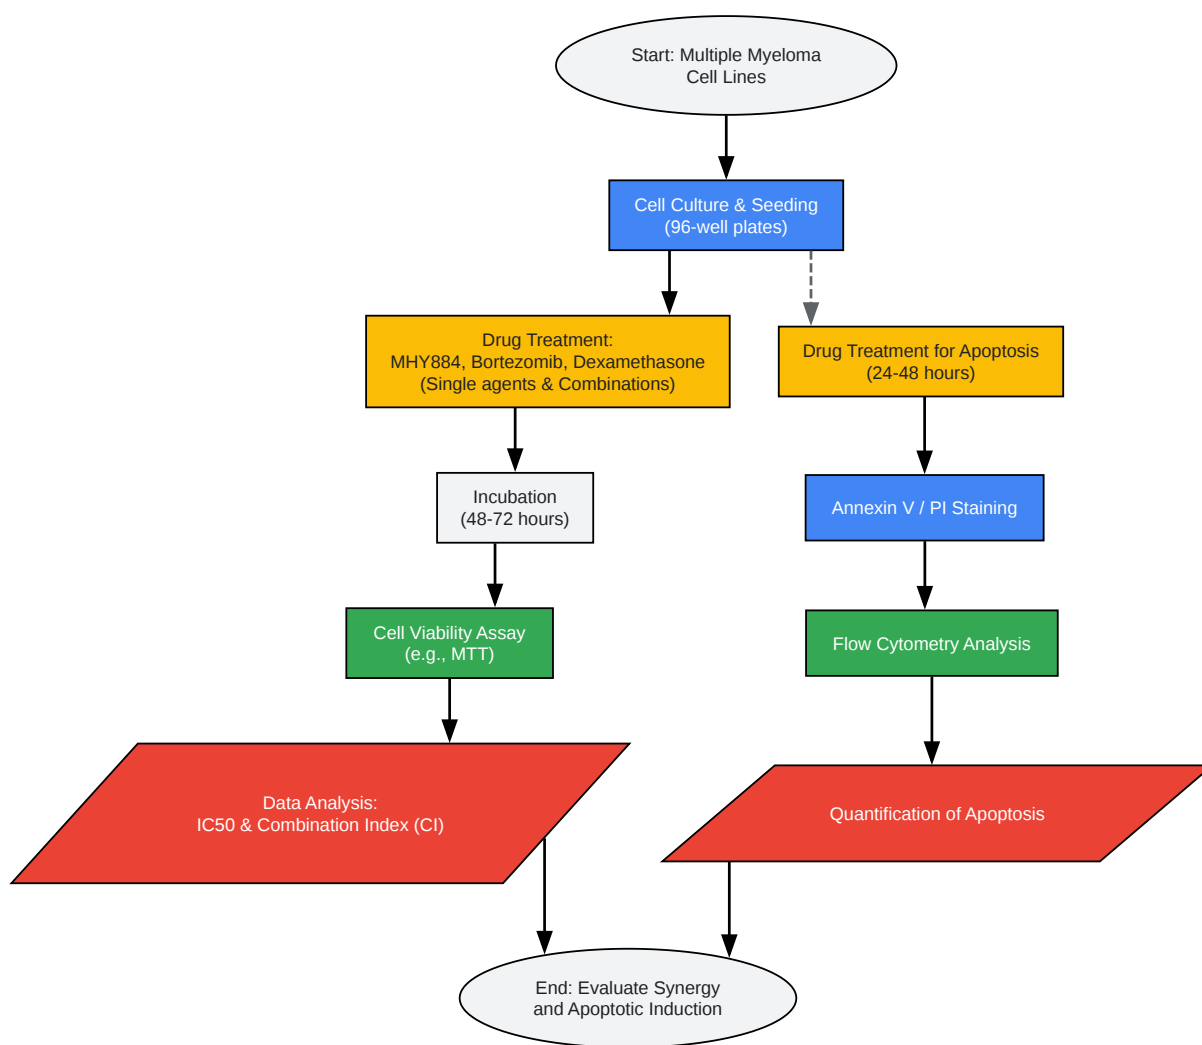 Start: Multiple Myeloma
Cell Lines
Cell Culture & Seeding
(96-well plates)
Drug Treatment:
MHY884, Bortezomib, Dexamethasone
(Single agents & Combinations)
Drug Treatment for Apoptosis
(24-48 hours)
Incubation
(48-72 hours)
Annexin V / PI Staining
Cell Viability Assay
(e.g., MTT)
Flow Cytometry Analysis
Data Analysis:
IC50 & Combination Index (CI)
Quantification of Apoptosis
End: Evaluate Synergy
and Apoptotic Induction